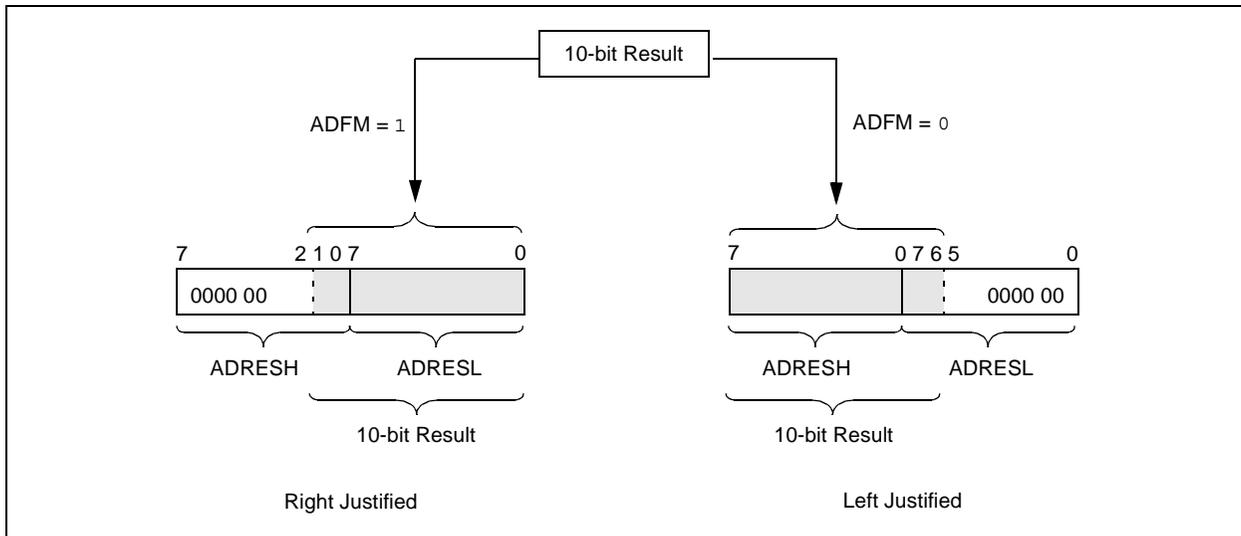 10-bit Result
ADFM = 1
ADFM = 0
7 2 1 0 7 0
0000 00
ADRESH ADRESL
10-bit Result
Right Justified
7 0 7 6 5 0
0000 00
ADRESH ADRESL
10-bit Result
Left Justified